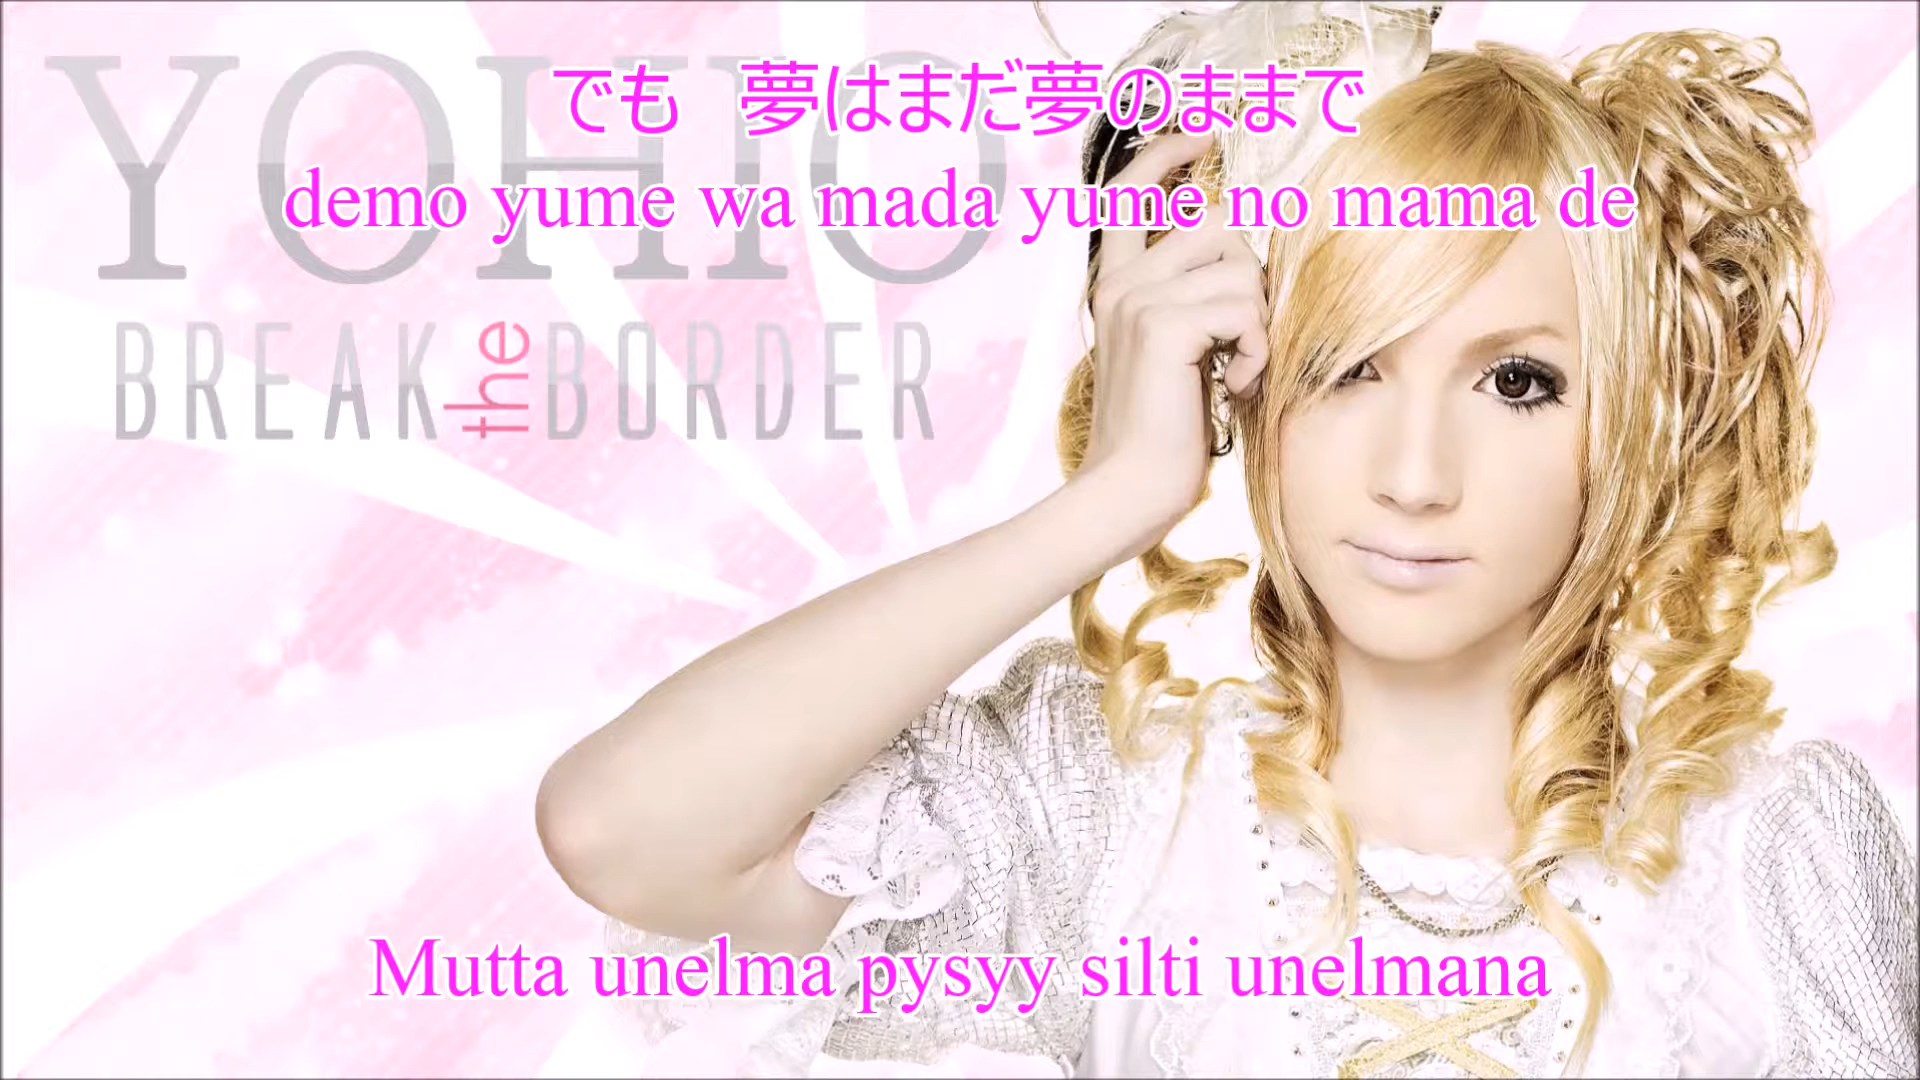 YOHIO
でも　夢はまだ夢のままで
demo yume wa mada yume no mama de
BREAK the BORDER
Mutta unelma pysyy silti unelmana